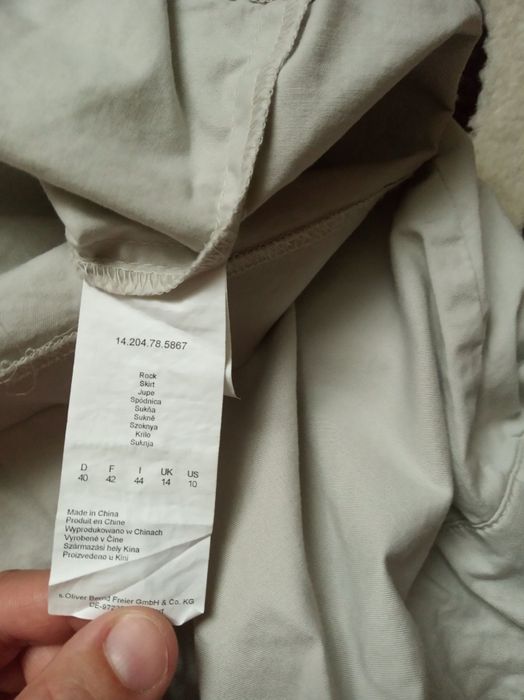 14.204.78.5867
Rock
Skirt
Jupe
Spódnica
Sukňa
Sukně
Szoknya
Krilo
Suknja
D F I UK US
40 42 44 14 10
Made in China
Produit en Chine
Wyprodukowano w Chinach
Vyrobené v Číne
Származási hely Kína
Proizvedeno u Kini
s.Oliver Bernd Freier GmbH & Co. KG